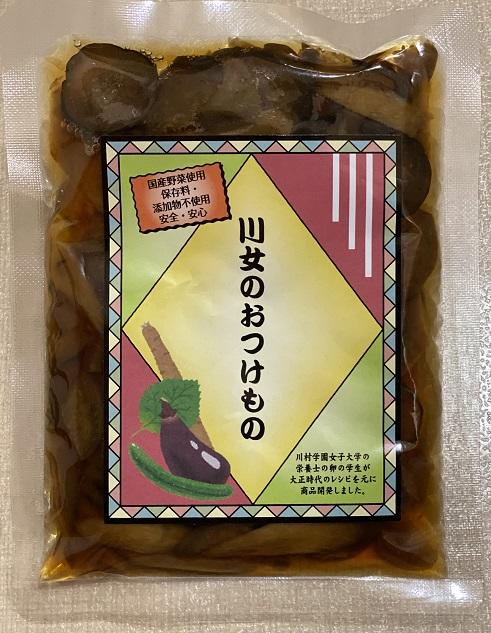 国産野菜使用
保存料・
添加物不使用
安全・安心
川女のおつけもの
川村学園女子大学の
栄養士の卵の学生が
大正時代のレシピを元に
商品開発しました。